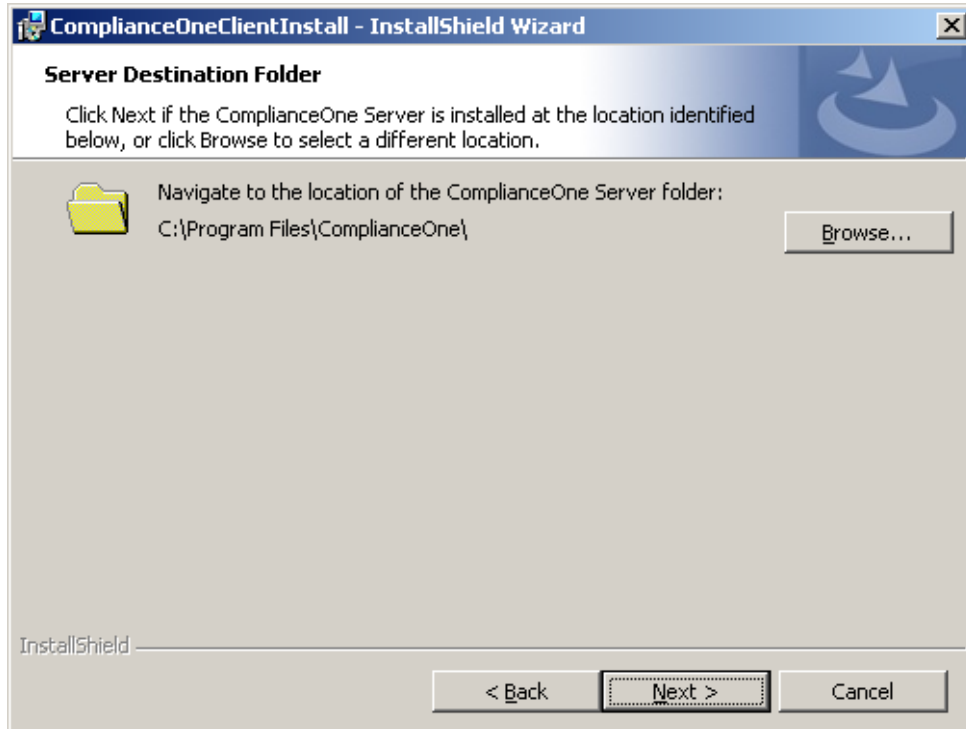 ComplianceOneClientInstall - InstallShield Wizard
Server Destination Folder
Click Next if the ComplianceOne Server is installed at the location identified
below, or click Browse to select a different location.
Navigate to the location of the ComplianceOne Server folder:
C:\Program Files\ComplianceOne\
Browse...
InstallShield
< Back
Next >
Cancel